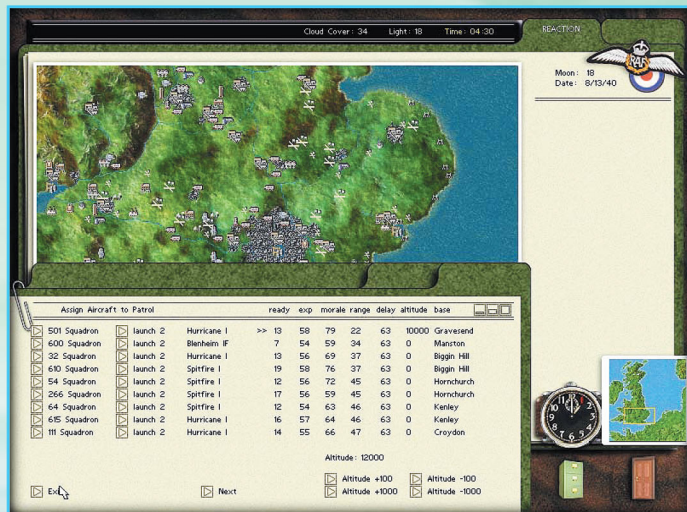 Cloud Cover: 34 Light: 18 Time: 04:30
REACTION
RAF
Moon: 18
Date: 8/13/40
Assign Aircraft to Patrol ready exp morale range delay altitude base
501 Squadron launch 2 Hurricane I >> 13 58 79 22 63 10000 Gravesend
600 Squadron launch 2 Blenheim IF 7 54 59 34 63 0 Manston
32 Squadron launch 2 Hurricane I 13 56 69 37 63 0 Biggin Hill
610 Squadron launch 2 Spitfire I 19 58 76 37 63 0 Biggin Hill
54 Squadron launch 2 Spitfire I 12 56 72 45 63 0 Hornchurch
266 Squadron launch 2 Spitfire I 17 56 59 45 63 0 Hornchurch
64 Squadron launch 2 Spitfire I 12 54 63 46 63 0 Kenley
615 Squadron launch 2 Hurricane I 16 57 64 46 63 0 Kenley
111 Squadron launch 2 Hurricane I 14 55 66 47 63 0 Croydon
Altitude: 12000
Altitude +100 Altitude -100
Exit Next Altitude +1000 Altitude -1000